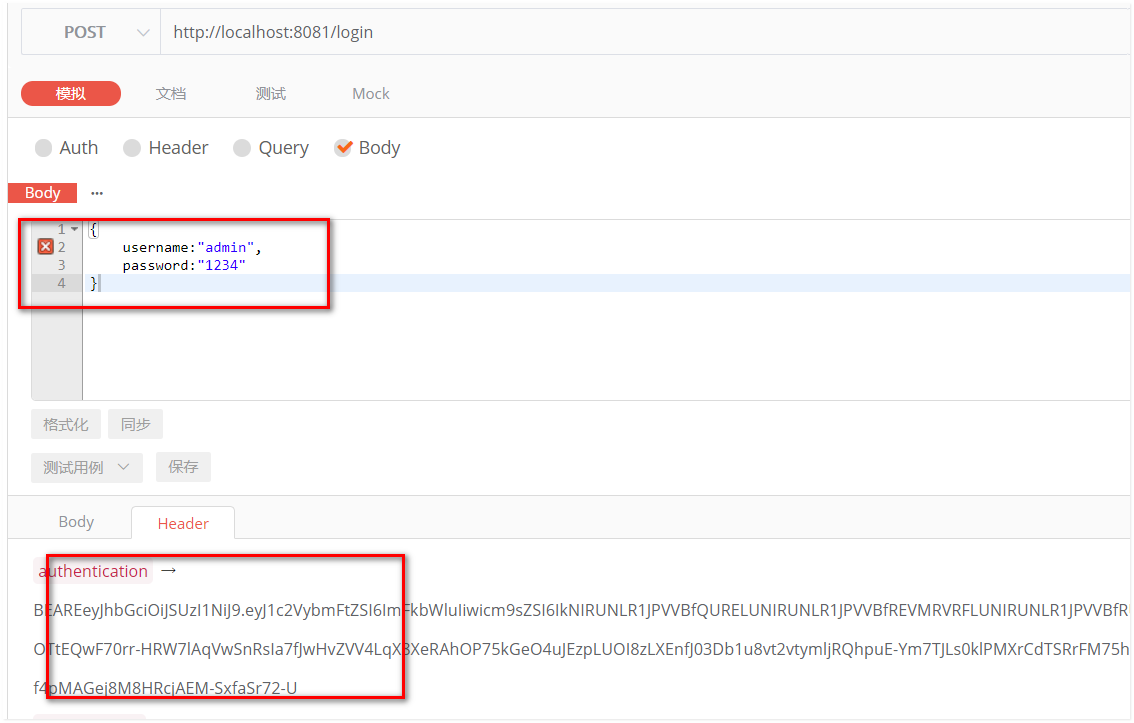 POST http://localhost:8081/login
模拟 文档 测试 Mock
Auth Header Query Body
Body ...
1 {
2 username:"admin",
3 password:"1234"
4 }
格式化 同步
测试用例 保存
Body Header
authentication →
BEAREeyJhbGciOiJSUzI1NiJ9.eyJ1c2VybmFtZSI6ImFkbWluIiwicm9sZSI6IkNIRUNLR1JPVVBfQURELUNIRUNLR1JPVVBfREVMRVRFLUNIRUNLR1JPVVBfR
OTtEQwF70rr-HRW7lAqVwSnRsIa7fJwHvZVV4LqX8XeRAhOP75kGeO4uJEzpLUOI8zLXEnfJ03Db1u8vt2vtymljRQhpuE-Ym7TJLs0klPMXrCdTSRrFM75h
f4pMAGej8M8HRcjAEM-SxfaSr72-U